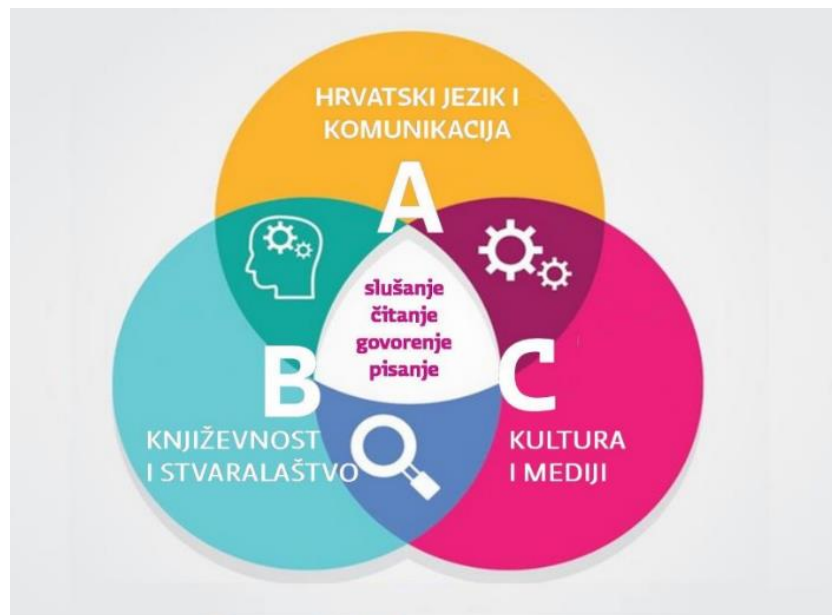 HRVATSKI JEZIK I
KOMUNIKACIJA
A
slušanje
čitanje
govorenje
pisanje
B
C
KNJIŽEVNOST
I STVARALAŠTVO
KULTURA
I MEDIJI